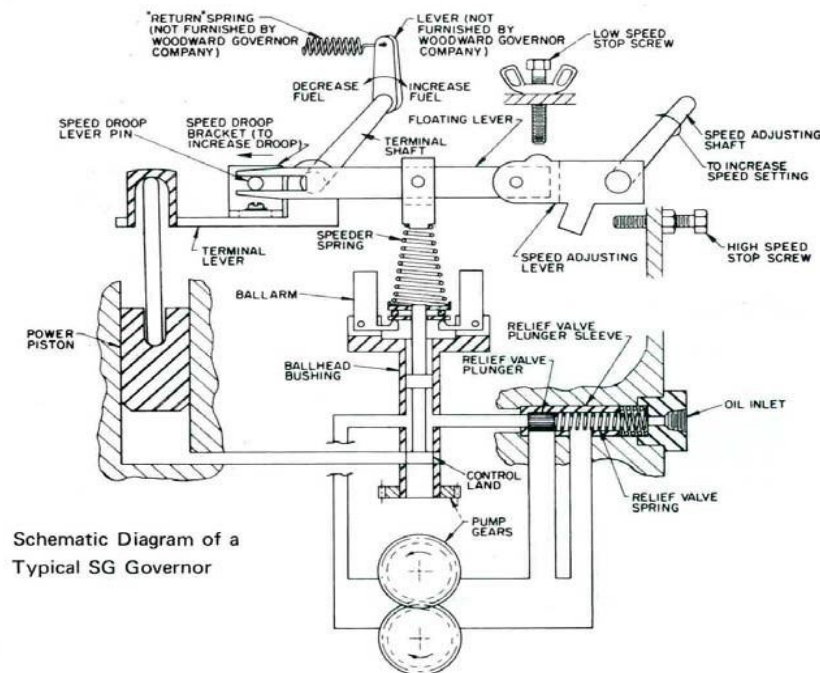 "RETURN" SPRING
(NOT FURNISHED BY
WOODWARD GOVERNOR
COMPANY)
LEVER (NOT
FURNISHED BY
WOODWARD GOVERNOR
COMPANY)
LOW SPEED
STOP SCREW
DECREASE
FUEL
INCREASE
FUEL
SPEED DROOP
LEVER PIN
SPEED DROOP
BRACKET (TO
INCREASE DROOP)
TERMINAL
SHAFT
FLOATING LEVER
SPEED ADJUSTING
SHAFT
TO INCREASE
SPEED SETTING
TERMINAL
LEVER
SPEEDER
SPRING
SPEED ADJUSTING
LEVER
HIGH SPEED
STOP SCREW
BALLARM
POWER
PISTON
BALLHEAD
BUSHING
RELIEF VALVE
PLUNGER SLEEVE
RELIEF VALVE
PLUNGER
OIL INLET
CONTROL
LAND
RELIEF VALVE
SPRING
PUMP
GEARS
Schematic Diagram of a
Typical SG Governor